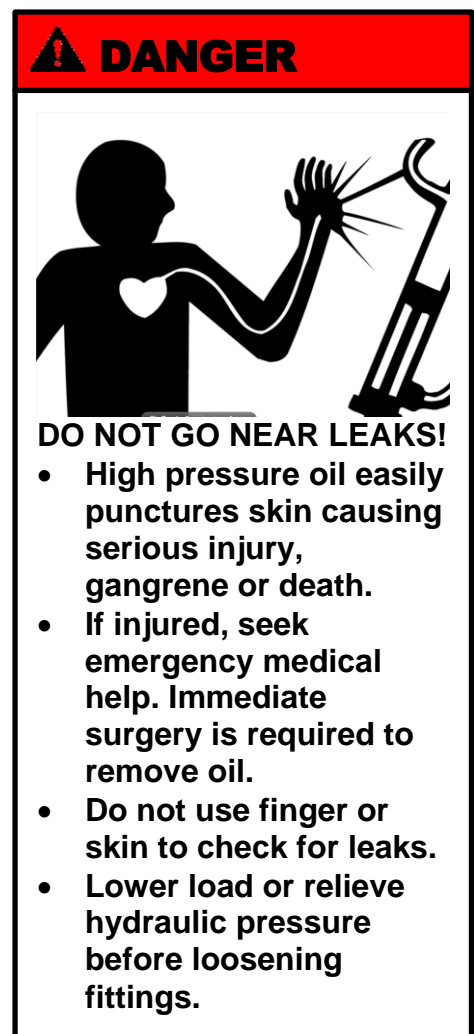 DANGER
DO NOT GO NEAR LEAKS!
• High pressure oil easily
punctures skin causing
serious injury,
gangrene or death.
• If injured, seek
emergency medical
help. Immediate
surgery is required to
remove oil.
• Do not use finger or
skin to check for leaks.
• Lower load or relieve
hydraulic pressure
before loosening
fittings.